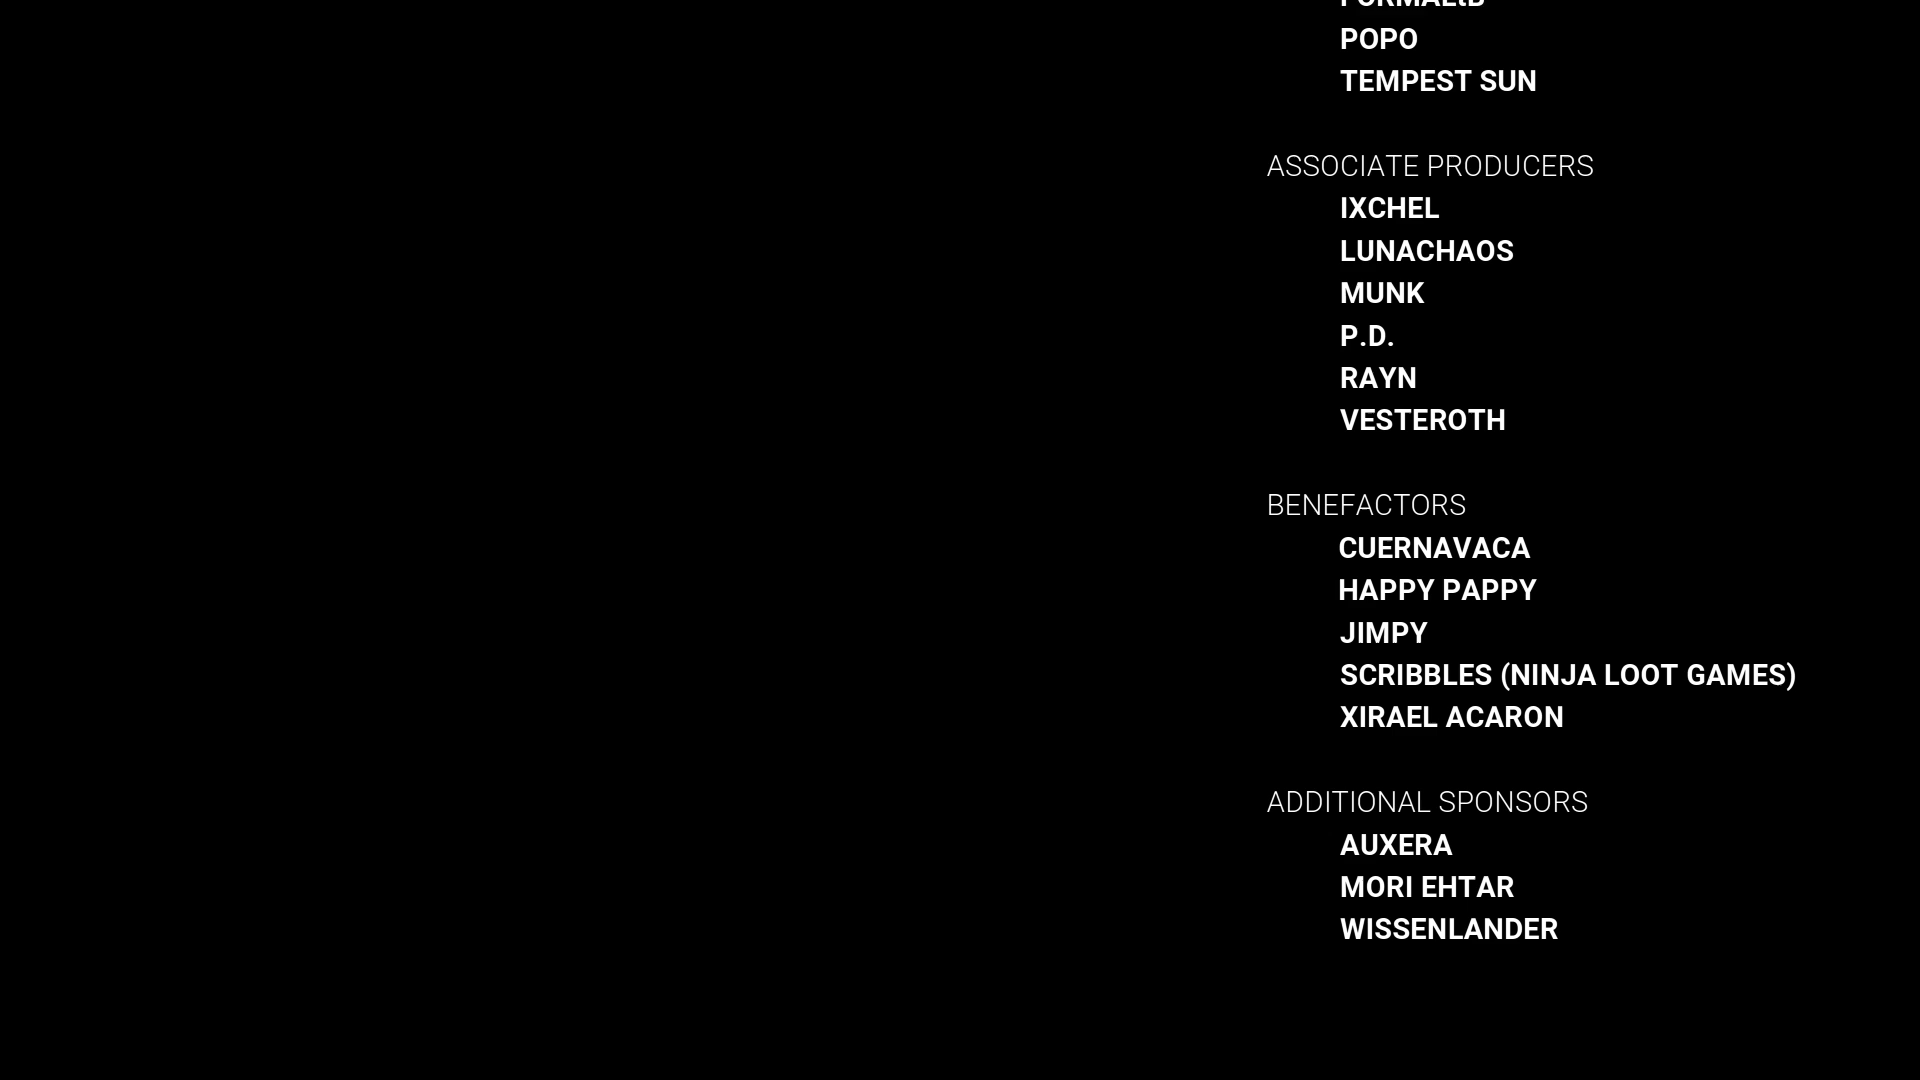 POPO
TEMPEST SUN
ASSOCIATE PRODUCERS
IXCHEL
LUNACHAOS
MUNK
P.D.
RAYN
VESTEROTH
BENEFACTORS
CUERNAVACA
HAPPY PAPPY
JIMPY
SCRIBBLES (NINJA LOOT GAMES)
XIRAEL ACARON
ADDITIONAL SPONSORS
AUXERA
MORI EHTAR
WISSENLANDER